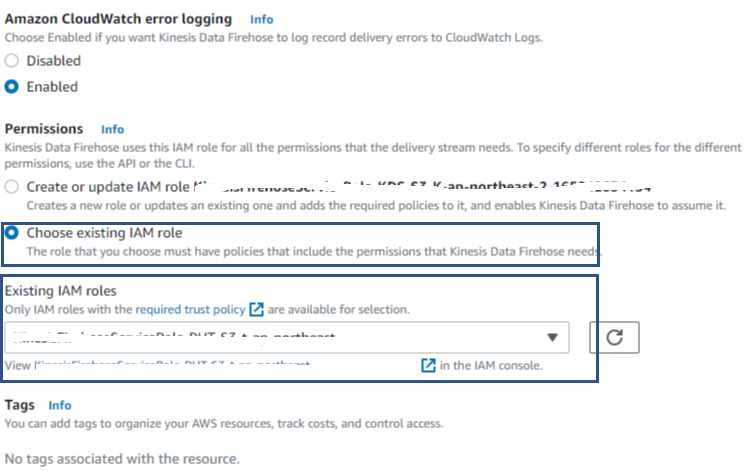 Amazon CloudWatch error logging Info
Choose Enabled if you want Kinesis Data Firehose to log record delivery errors to CloudWatch Logs.
Disabled
Enabled
Permissions Info
Kinesis Data Firehose uses this IAM role for all the permissions that the delivery stream needs. To specify different roles for the different
permissions, use the API or the CLI.
Create or update IAM role
Creates a new role or updates an existing one and adds the required policies to it, and enables Kinesis Data Firehose to assume it.
Choose existing IAM role
The role that you choose must have policies that include the permissions that Kinesis Data Firehose needs.
Existing IAM roles
Only IAM roles with the required trust policy are available for selection.
View in the IAM console.
Tags Info
You can add tags to organize your AWS resources, track costs, and control access.
No tags associated with the resource.